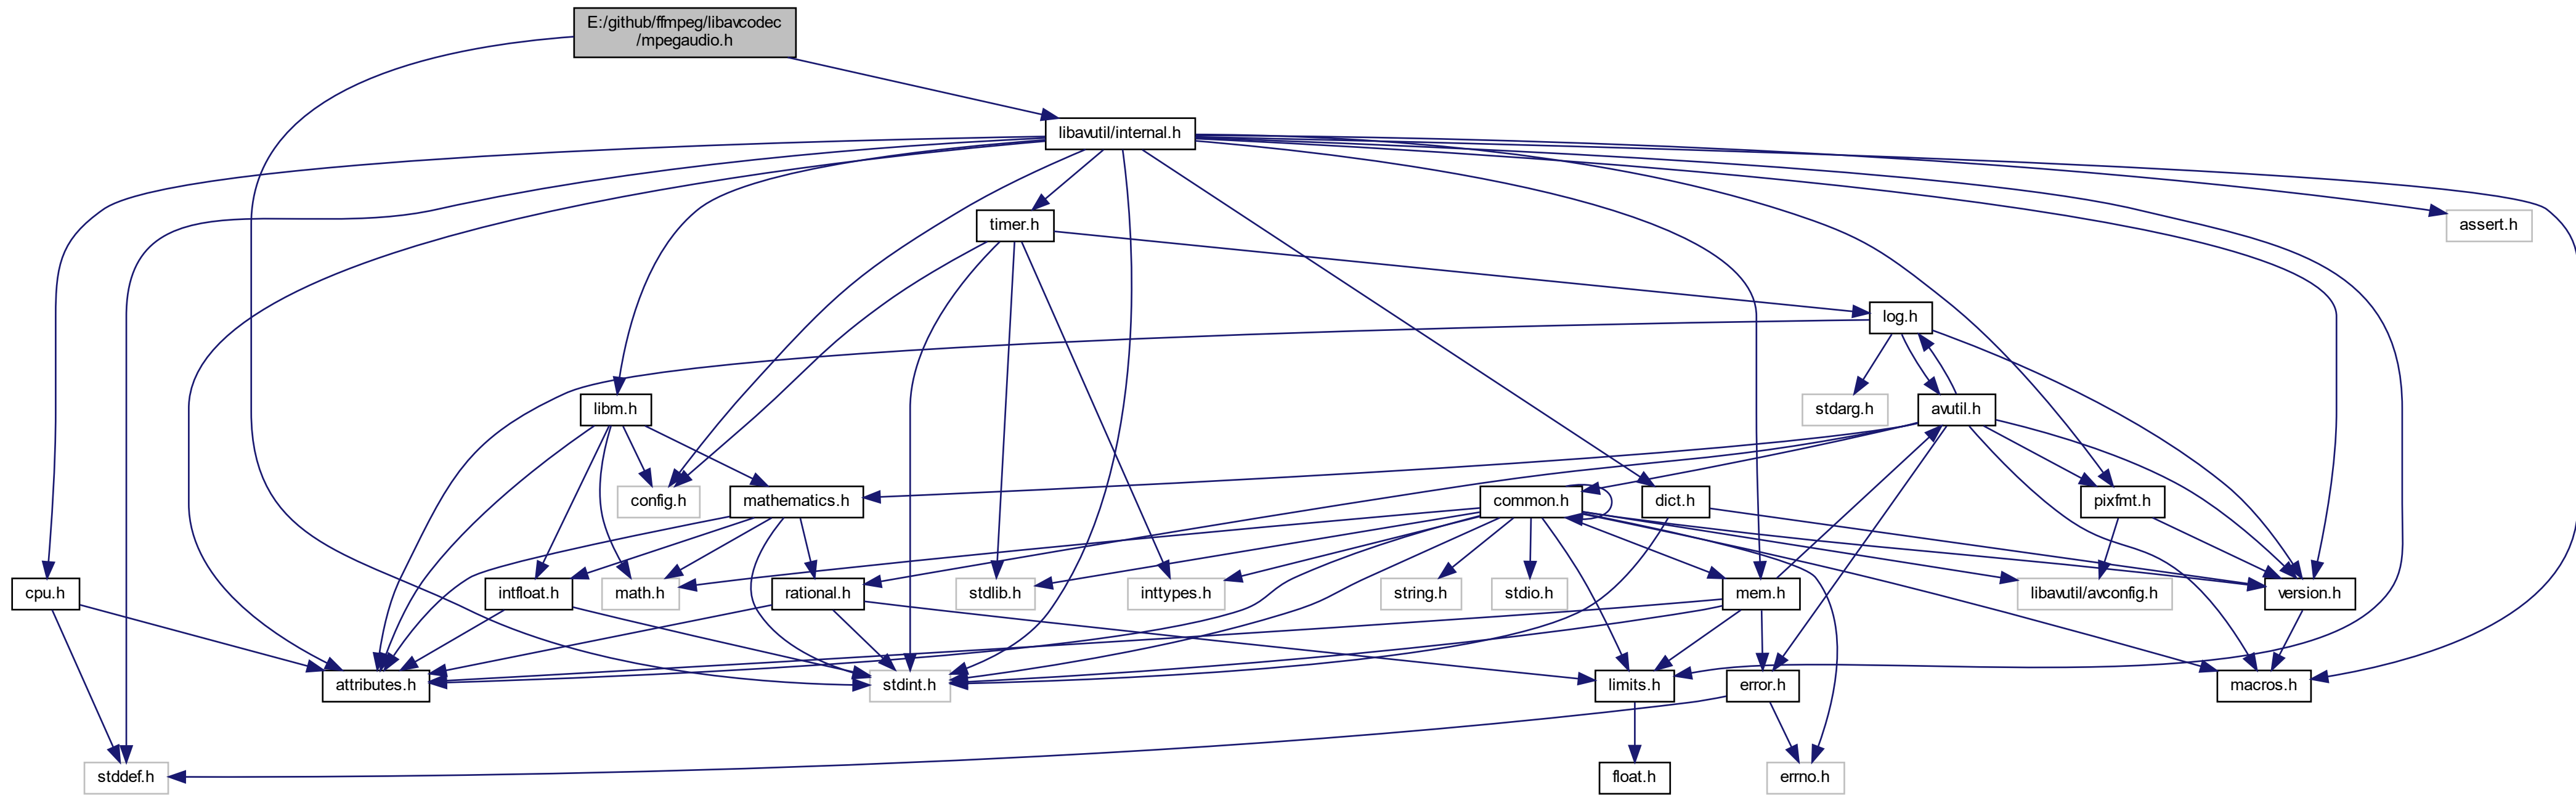 E:/github/ffmpeg/libavcodec
/mpegaudio.h
libavutil/internal.h
timer.h
assert.h
log.h
libm.h
stdarg.h
avutil.h
config.h
mathematics.h
common.h
dict.h
pixfmt.h
cpu.h
intfloat.h
math.h
rational.h
stdlib.h
inttypes.h
string.h
stdio.h
mem.h
libavutil/avconfig.h
version.h
attributes.h
stdint.h
limits.h
error.h
macros.h
stddef.h
float.h
errno.h